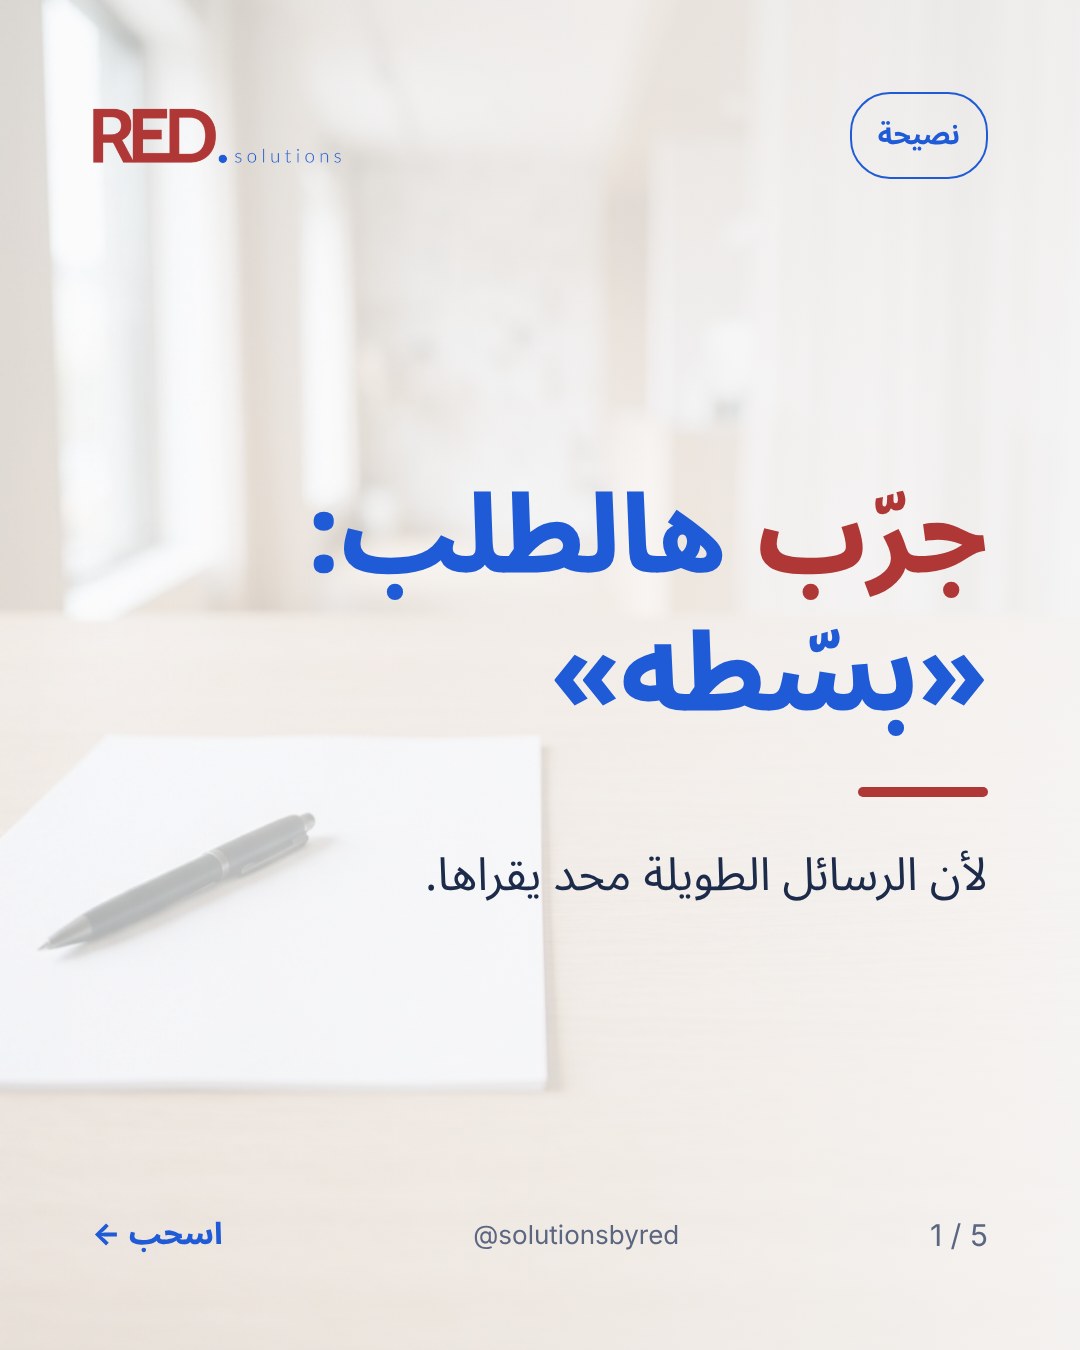 RED.solutions
نصيحة
جرّب هالطلب:
«بسّطه»
لأن الرسائل الطويلة محد يقراها.
اسحب ←
@solutionsbyred
1 / 5